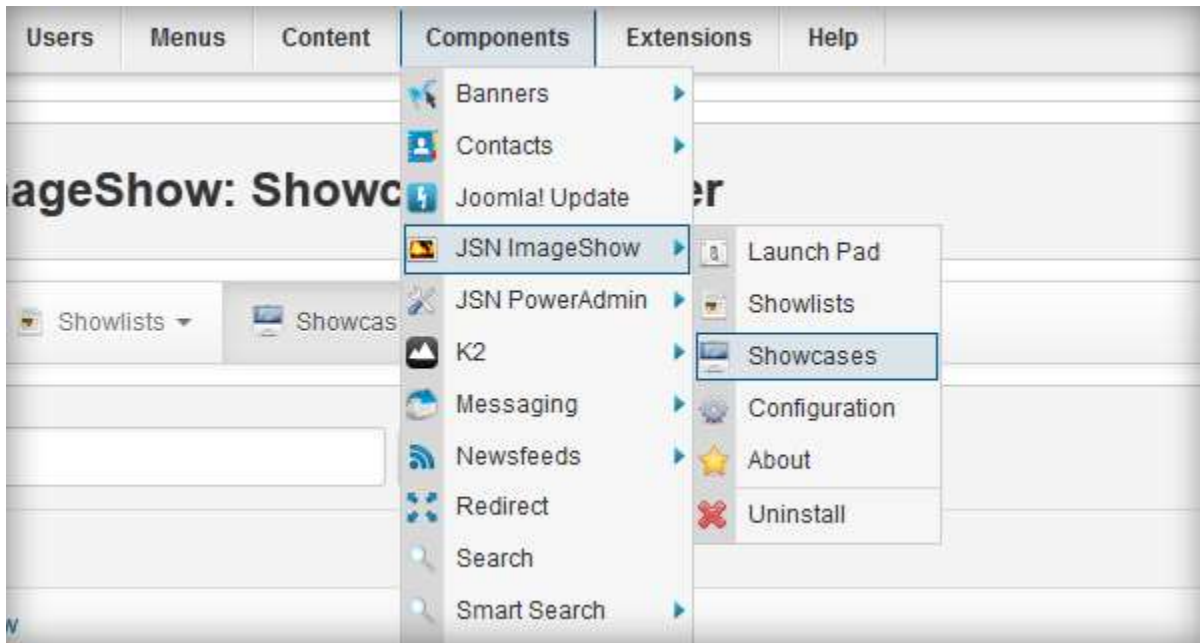 Users Menus Content Components Extensions Help
Banners
Contacts
ageShow: Showc er
Joomla! Update
JSN ImageShow
Launch Pad
JSN PowerAdmin
Showlists
Showlists
Showcas
K2
Showcases
Messaging
Configuration
Newsfeeds
About
Redirect
Uninstall
Search
Smart Search
w